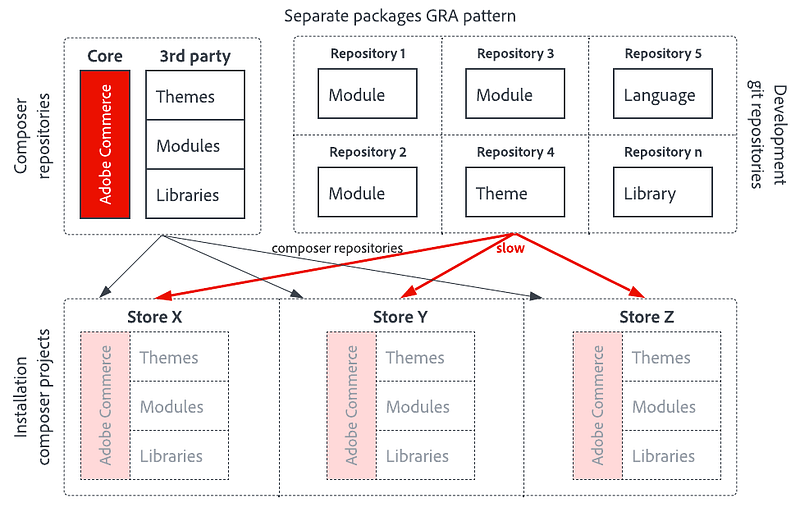 Separate packages GRA pattern
Composer
repositories
Core
3rd party
Adobe Commerce
Themes
Modules
Libraries
Repository 1
Module
Repository 3
Module
Repository 5
Language
Repository 2
Module
Repository 4
Theme
Repository n
Library
Development
git repositories
composer repositories
slow
Installation
composer projects
Store X
Adobe Commerce
Themes
Modules
Libraries
Store Y
Adobe Commerce
Themes
Modules
Libraries
Store Z
Adobe Commerce
Themes
Modules
Libraries